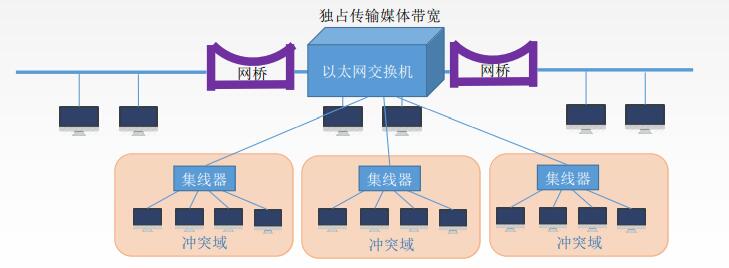 独占传输媒体带宽
网桥
以太网交换机
网桥
集线器
集线器
集线器
冲突域
冲突域
冲突域